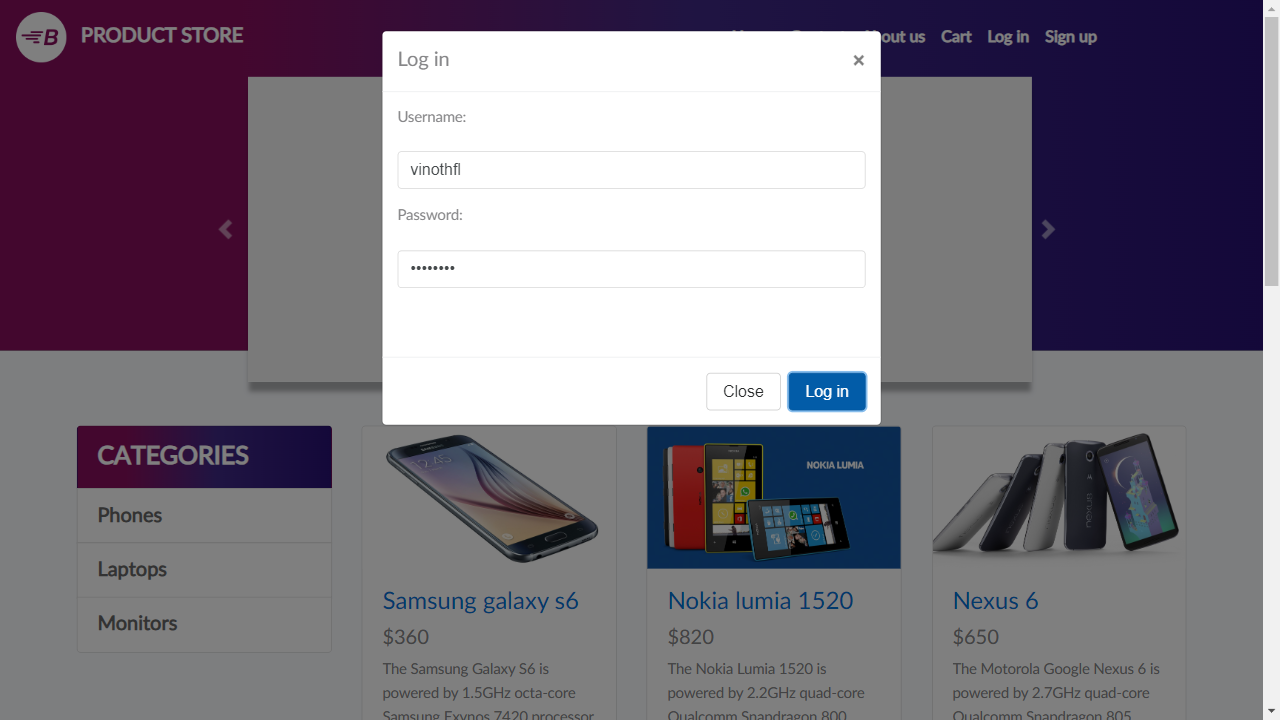 B PRODUCT STORE
out us Cart Log in Sign up
Log in ×
Username:
vinothfl
Password:
••••••••
Close Log in
CATEGORIES
Phones
Laptops
Monitors
12:45
NOKIA LUMIA
Samsung galaxy s6
$360
The Samsung Galaxy S6 is
powered by 1.5GHz octa-core
Samsung Exynos 7420 processor
Nokia lumia 1520
$820
The Nokia Lumia 1520 is
powered by 2.2GHz quad-core
Qualcomm Snapdragon 800
Nexus 6
$650
The Motorola Google Nexus 6 is
powered by 2.7GHz quad-core
Qualcomm Snapdragon 805